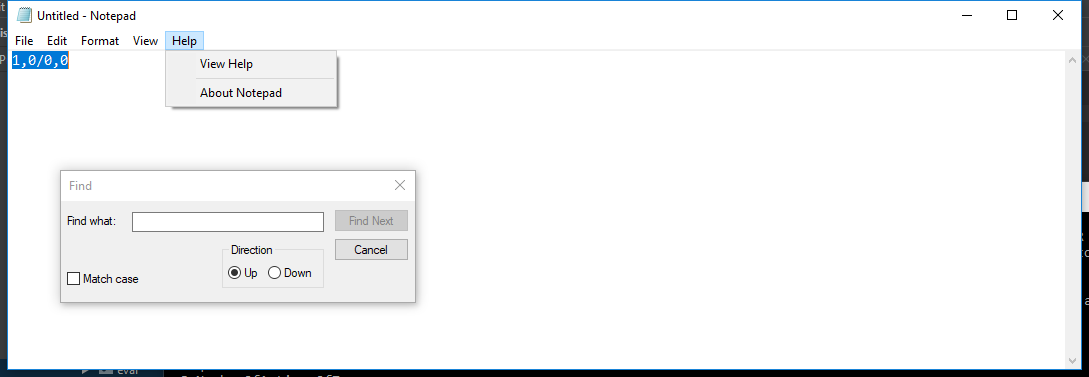 Untitled - Notepad
File Edit Format View Help
1,0/0,0
View Help
About Notepad
Find
Find what:
Find Next
Direction
Cancel
Up Down
Match case
eval